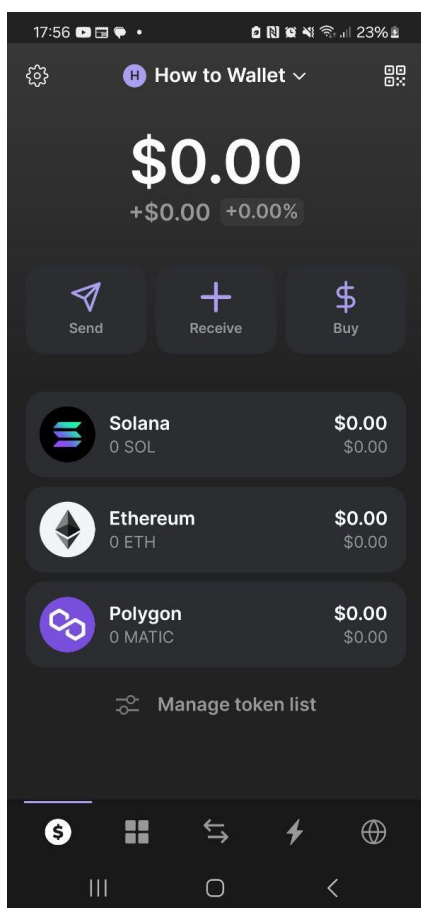 17:56 23%
H How to Wallet
$0.00
+$0.00 +0.00%
Send Receive Buy
Solana $0.00
0 SOL $0.00
Ethereum $0.00
0 ETH $0.00
Polygon $0.00
0 MATIC $0.00
Manage token list